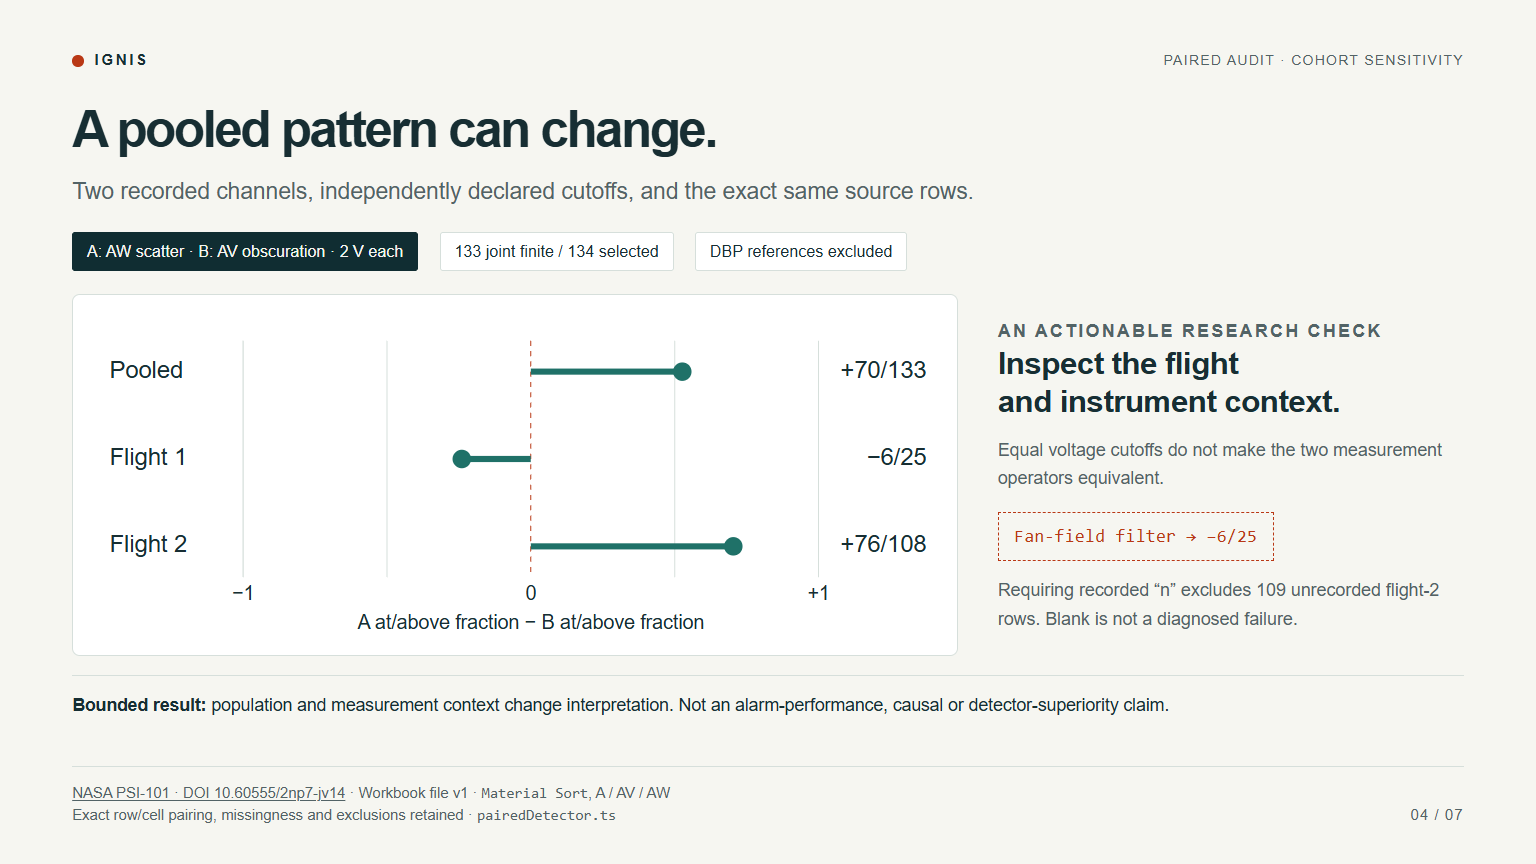 IGNIS
PAIRED AUDIT · COHORT SENSITIVITY
A pooled pattern can change.
Two recorded channels, independently declared cutoffs, and the exact same source rows.
A: AW scatter · B: AV obscuration · 2 V each
133 joint finite / 134 selected
DBP references excluded
Pooled
+70/133
Flight 1
−6/25
Flight 2
+76/108
−1
0
+1
A at/above fraction − B at/above fraction
AN ACTIONABLE RESEARCH CHECK
Inspect the flight
and instrument context.
Equal voltage cutoffs do not make the two measurement
operators equivalent.
Fan-field filter → −6/25
Requiring recorded “n” excludes 109 unrecorded flight-2
rows. Blank is not a diagnosed failure.
Bounded result: population and measurement context change interpretation. Not an alarm-performance, causal or detector-superiority claim.
NASA PSI-101 · DOI 10.60555/2np7-jv14 · Workbook file v1 · Material Sort, A / AV / AW
Exact row/cell pairing, missingness and exclusions retained · pairedDetector.ts
04 / 07